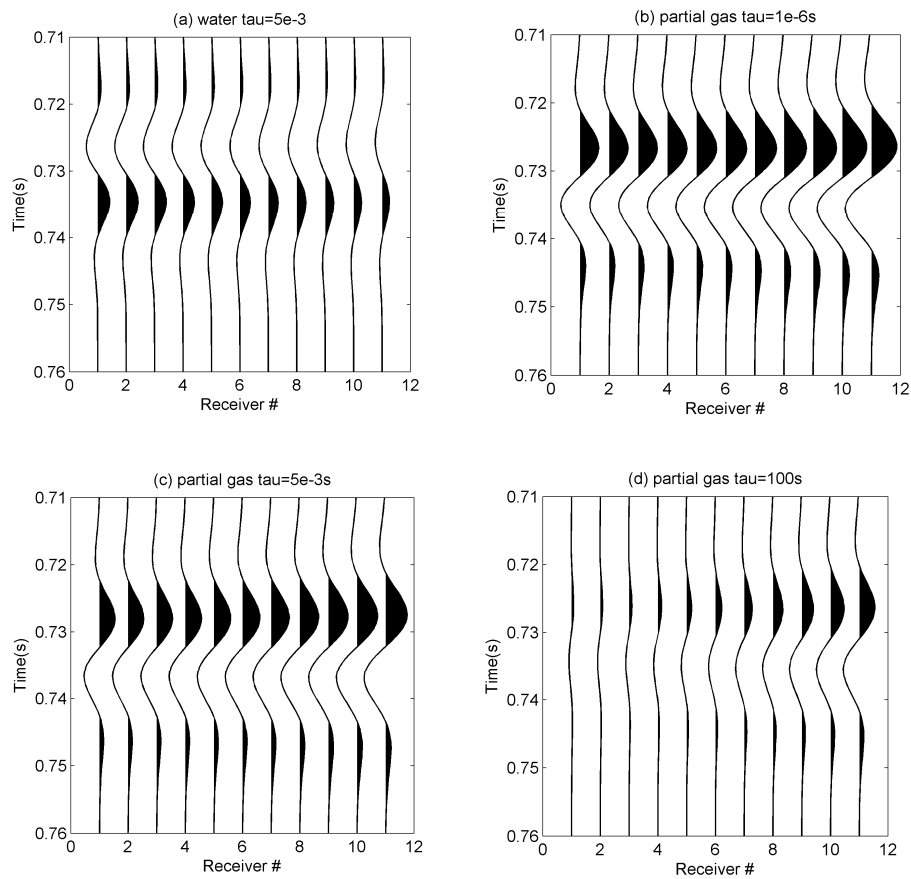 (a) water tau=5e-3
0.71
0.72
0.73
0.74
0.75
0.76
Time(s)
0 2 4 6 8 10 12
Receiver #
(b) partial gas tau=1e-6s
0.71
0.72
0.73
0.74
0.75
0.76
Time(s)
0 2 4 6 8 10 12
Receiver #
(c) partial gas tau=5e-3s
0.71
0.72
0.73
0.74
0.75
0.76
Time(s)
0 2 4 6 8 10 12
Receiver #
(d) partial gas tau=100s
0.71
0.72
0.73
0.74
0.75
0.76
Time(s)
0 2 4 6 8 10 12
Receiver #